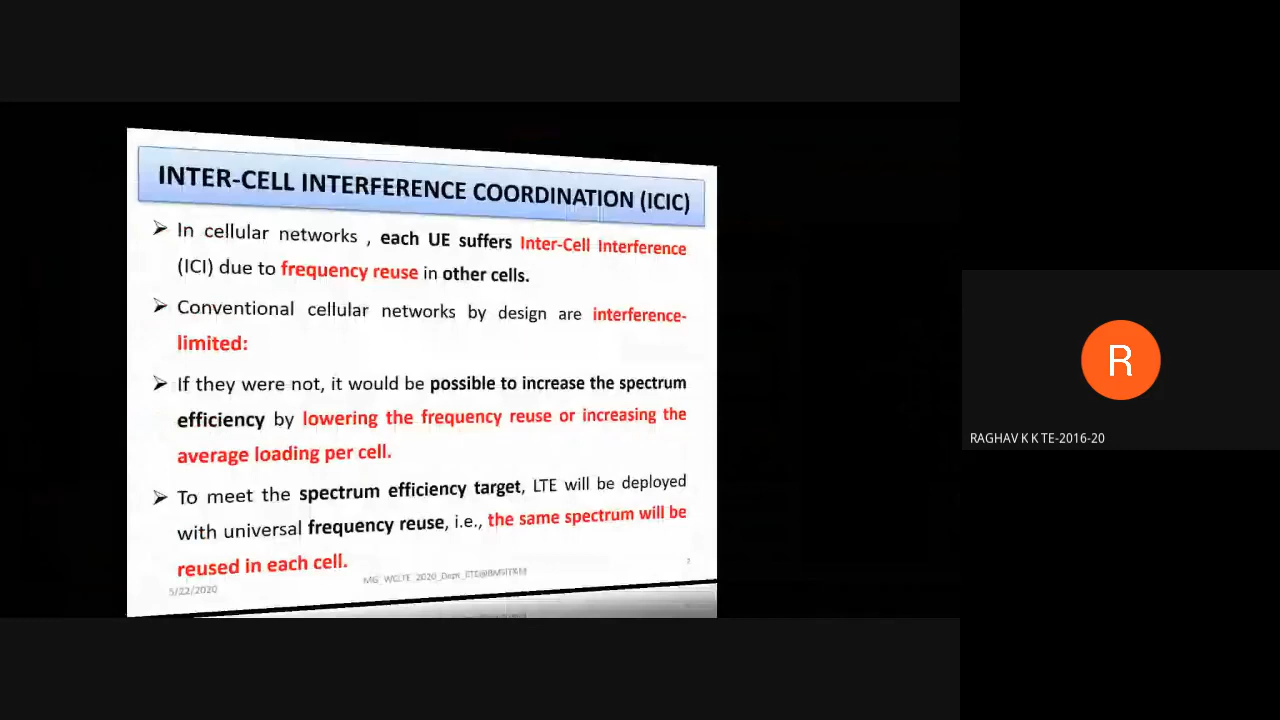 INTER-CELL INTERFERENCE COORDINATION (ICIC)
➢ In cellular networks , each UE suffers Inter-Cell Interference
(ICI) due to frequency reuse in other cells.
➢ Conventional cellular networks by design are interference-
limited:
➢ If they were not, it would be possible to increase the spectrum
efficiency by lowering the frequency reuse or increasing the
average loading per cell.
➢ To meet the spectrum efficiency target, LTE will be deployed
with universal frequency reuse, i.e., the same spectrum will be
reused in each cell.
5/22/2020
MG_WCLTE_2020_Dept_ETE@BMSIT&M
R
RAGHAV K K TE-2016-20